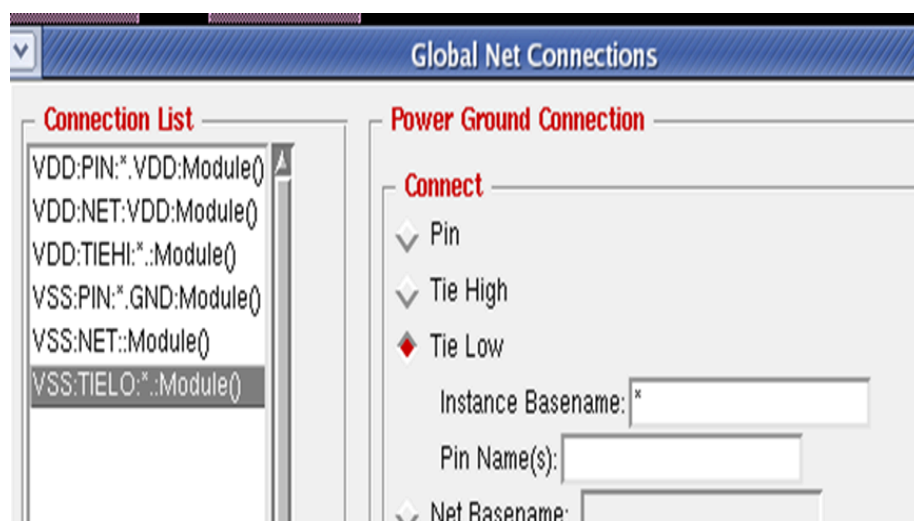 Global Net Connections
Connection List
VDD:PIN:*.VDD:Module()
VDD:NET:VDD:Module()
VDD:TIEHI:*.:Module()
VSS:PIN:*.GND:Module()
VSS:NET::Module()
VSS:TIELO:*.:Module()
Power Ground Connection
Connect
Pin
Tie High
Tie Low
Instance Basename: *
Pin Name(s):
Net Basename: